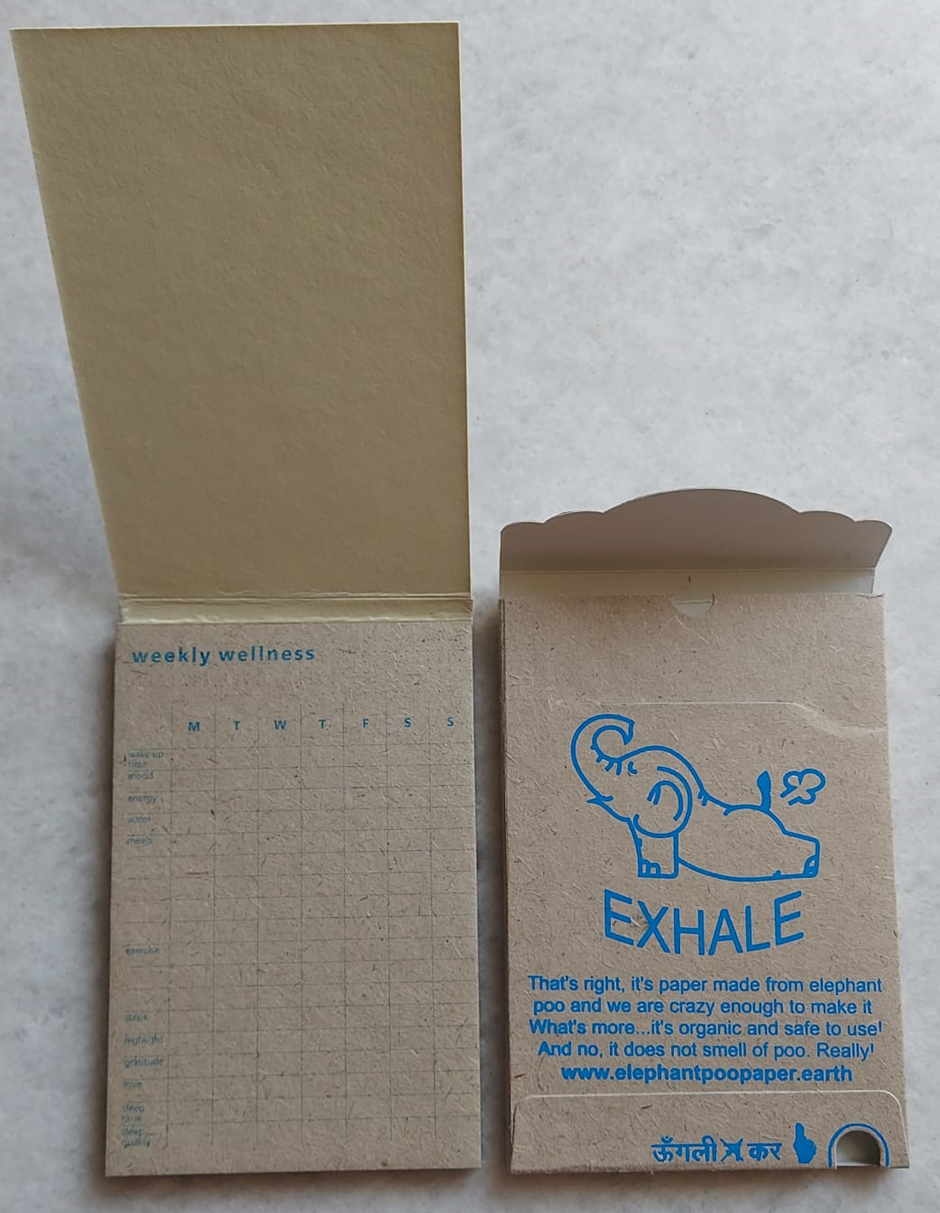 weekly wellness
M T W T F S S
wake up
time
mood
energy
water
meals
exercise
highlight
gratitude
love
time
quality
EXHALE
That's right, it's paper made from elephant
poo and we are crazy enough to make it
What's more...it's organic and safe to use!
And no, it does not smell of poo. Really!
www.elephantpoopaper.earth
ऊँगली कर